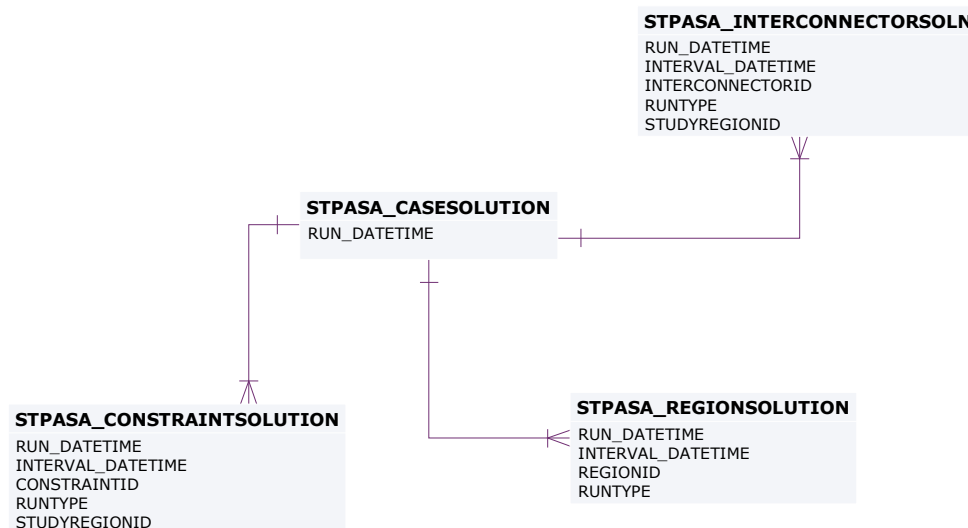 STPASA_INTERCONNECTORSOLN
RUN_DATETIME
INTERVAL_DATETIME
INTERCONNECTORID
RUNTYPE
STUDYREGIONID
STPASA_CASESOLUTION
RUN_DATETIME
STPASA_CONSTRAINTSOLUTION
RUN_DATETIME
INTERVAL_DATETIME
CONSTRAINTID
RUNTYPE
STUDYREGIONID
STPASA_REGIONSOLUTION
RUN_DATETIME
INTERVAL_DATETIME
REGIONID
RUNTYPE